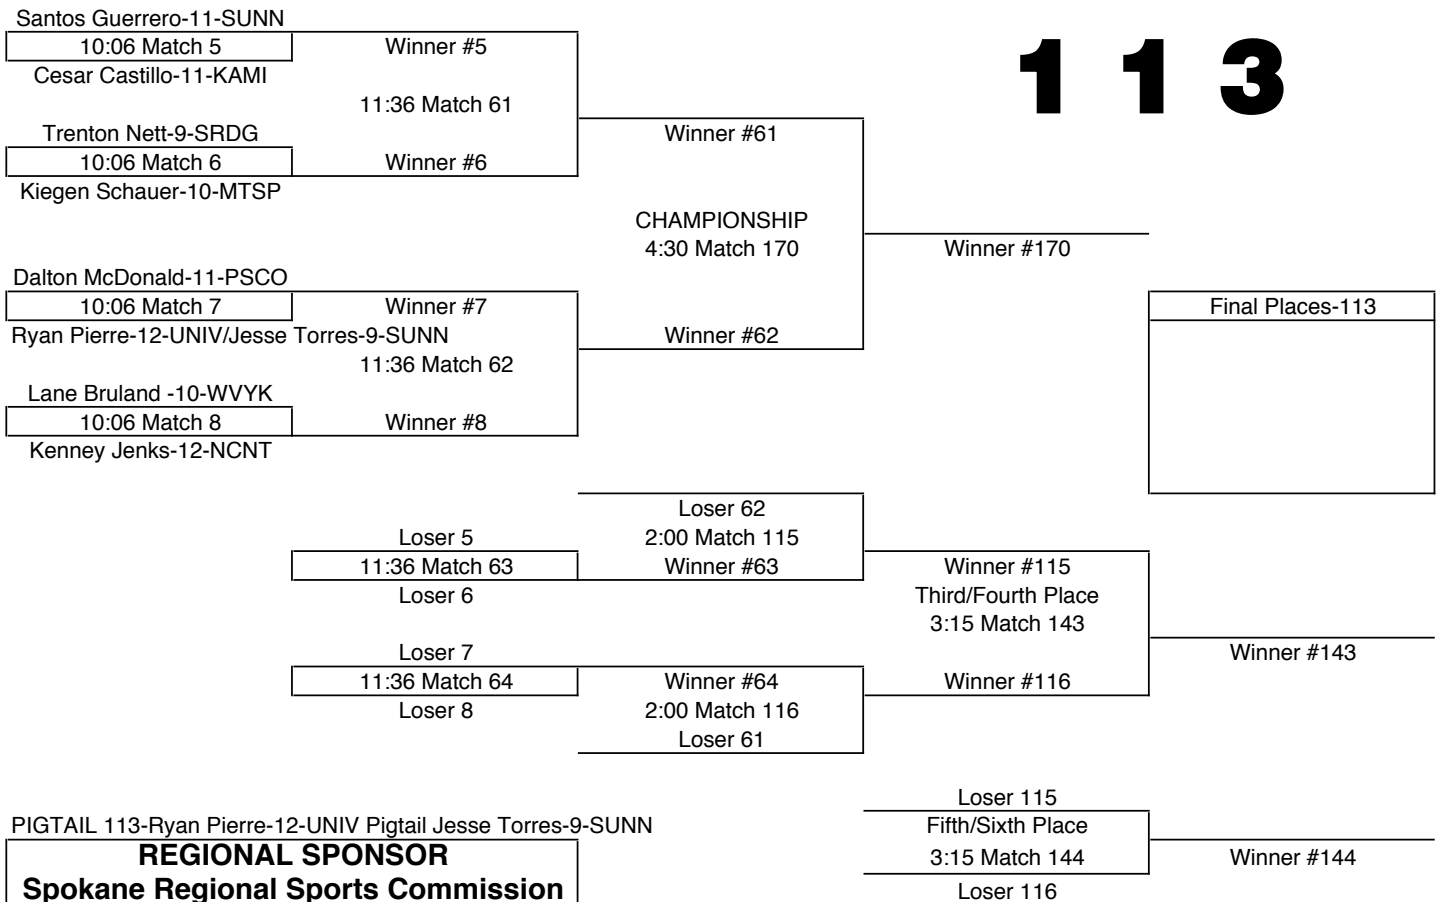 Santos Guerrero-11-SUNN
10:06 Match 5
Winner #5
1 1 3
Cesar Castillo-11-KAMI
11:36 Match 61
Trenton Nett-9-SRDG
Winner #61
10:06 Match 6
Winner #6
Kiegen Schauer-10-MTSP
CHAMPIONSHIP
4:30 Match 170
Winner #170
Dalton McDonald-11-PSCO
10:06 Match 7
Winner #7
Final Places-113
Ryan Pierre-12-UNIV/Jesse Torres-9-SUNN
Winner #62
11:36 Match 62
Lane Bruland -10-WVYK
10:06 Match 8
Winner #8
Kenney Jenks-12-NCNT
Loser 62
Loser 5
2:00 Match 115
11:36 Match 63
Winner #63
Winner #115
Loser 6
Third/Fourth Place
3:15 Match 143
Loser 7
Winner #143
11:36 Match 64
Winner #64
Winner #116
Loser 8
2:00 Match 116
Loser 61
Loser 115
PIGTAIL 113-Ryan Pierre-12-UNIV Pigtail Jesse Torres-9-SUNN
Fifth/Sixth Place
REGIONAL SPONSOR
3:15 Match 144
Winner #144
Spokane Regional Sports Commission
Loser 116